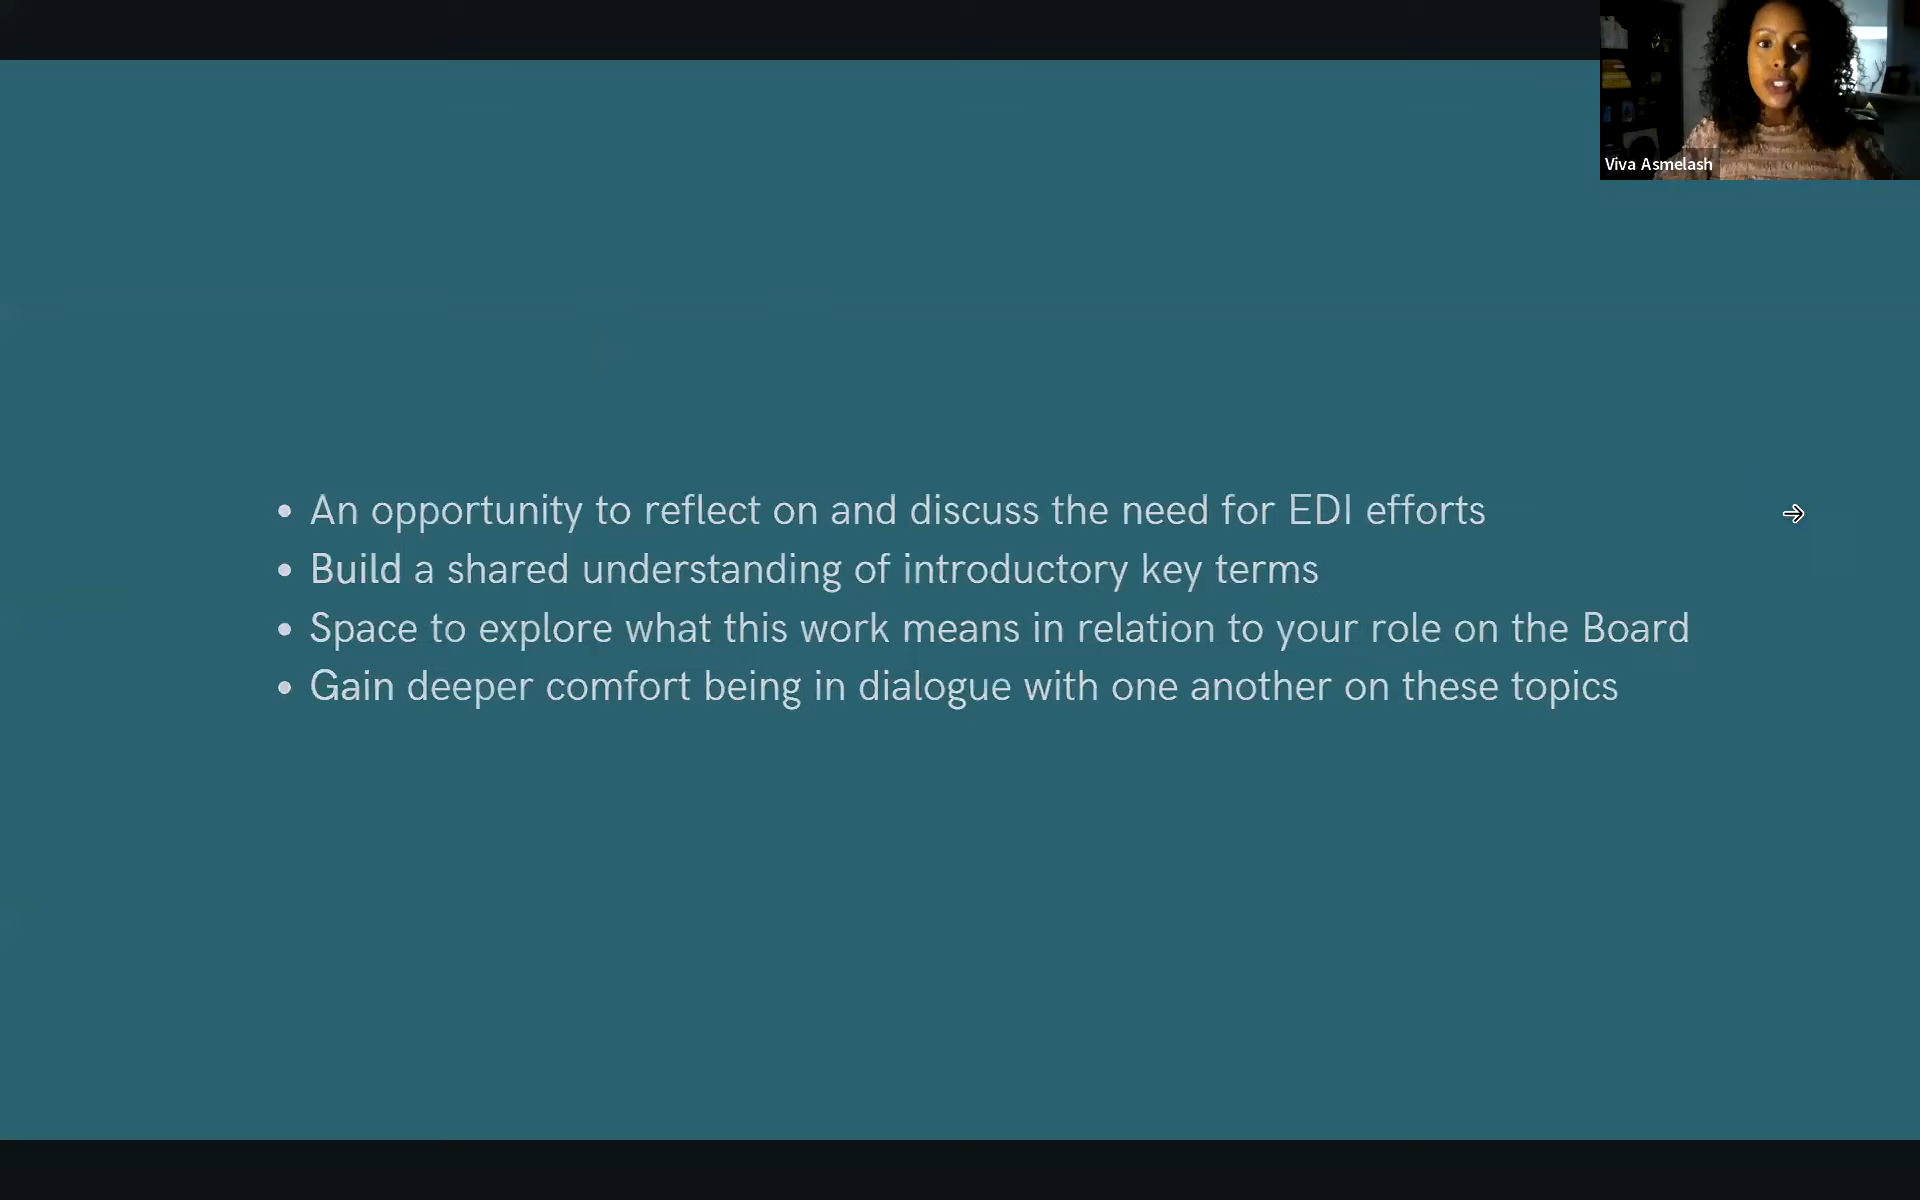 Viva Asmelash
• An opportunity to reflect on and discuss the need for EDI efforts
• Build a shared understanding of introductory key terms
• Space to explore what this work means in relation to your role on the Board
• Gain deeper comfort being in dialogue with one another on these topics